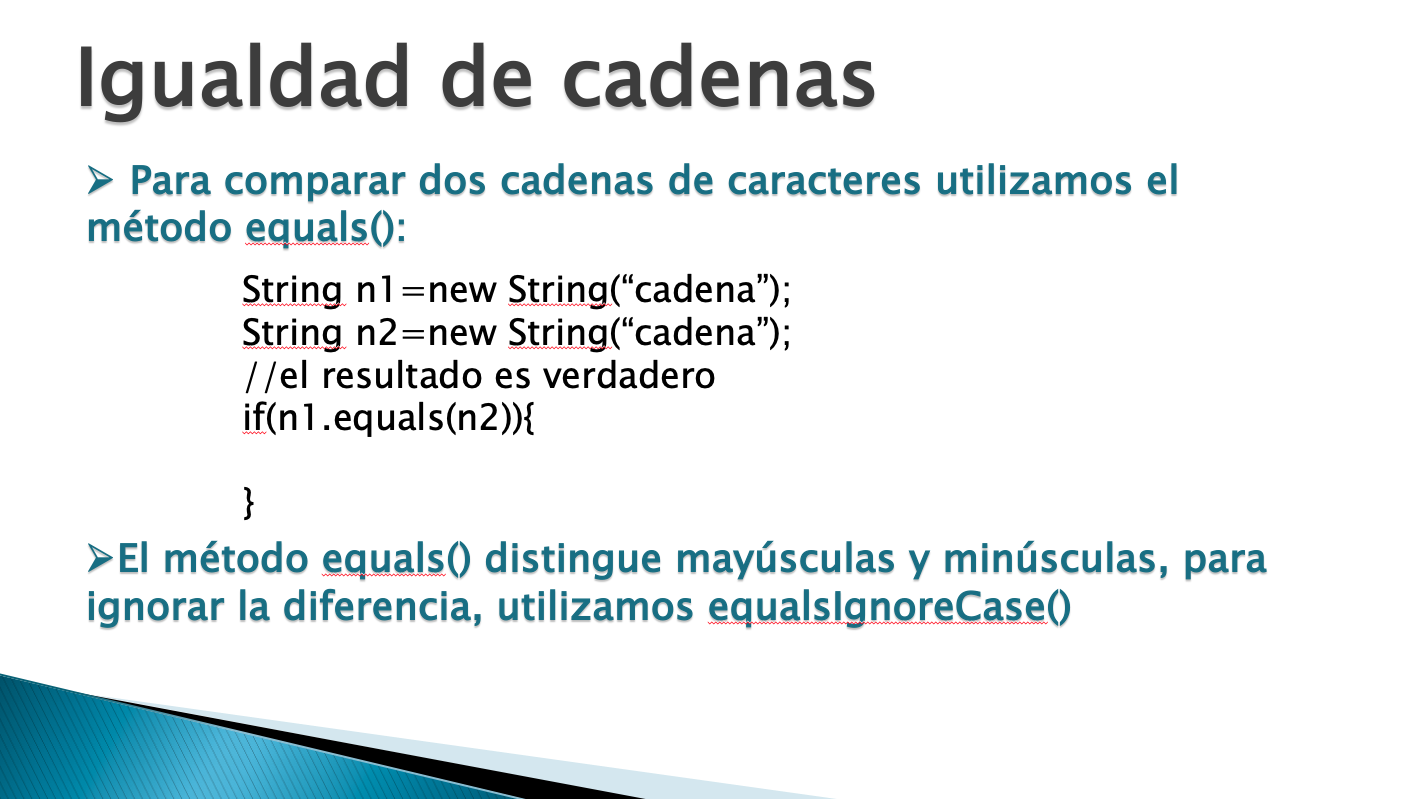 Igualdad de cadenas
➢ Para comparar dos cadenas de caracteres utilizamos el
método equals():
String n1=new String(“cadena”);
String n2=new String(“cadena”);
//el resultado es verdadero
if(n1.equals(n2)){
}
➢El método equals() distingue mayúsculas y minúsculas, para
ignorar la diferencia, utilizamos equalsIgnoreCase()